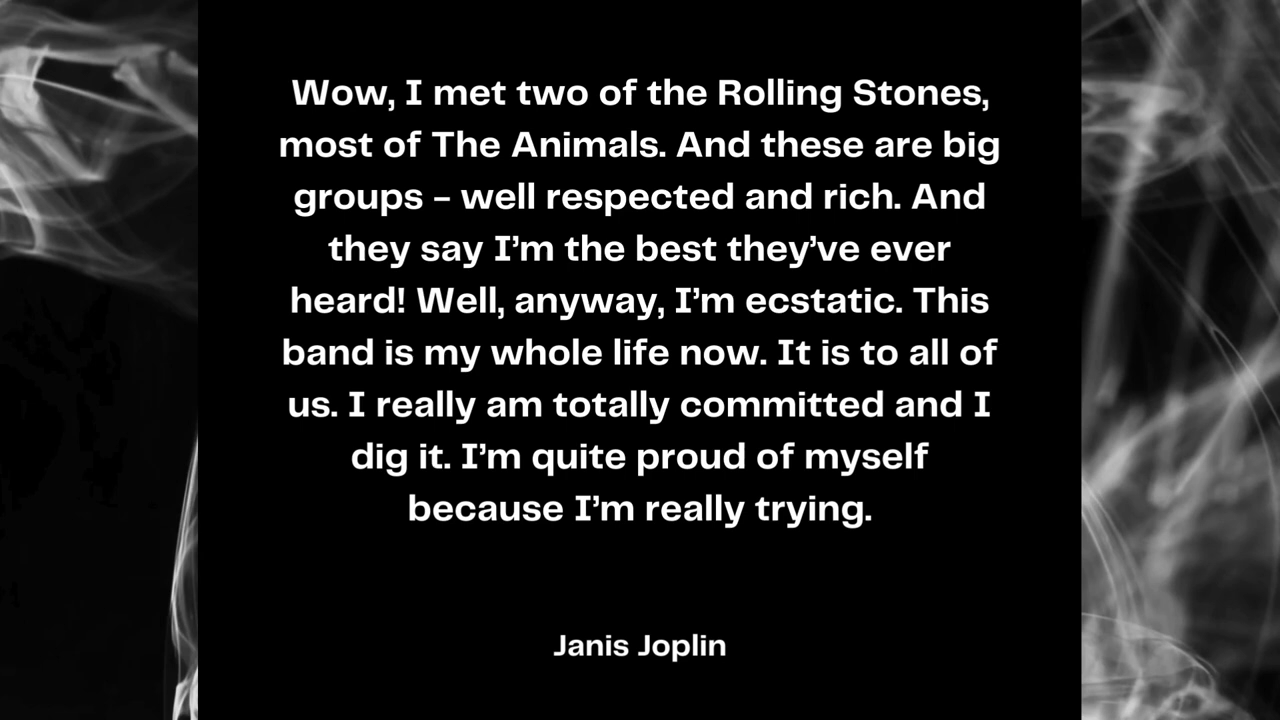 Wow, I met two of the Rolling Stones,
most of The Animals. And these are big
groups – well respected and rich. And
they say I’m the best they’ve ever
heard! Well, anyway, I’m ecstatic. This
band is my whole life now. It is to all of
us. I really am totally committed and I
dig it. I’m quite proud of myself
because I’m really trying.
Janis Joplin